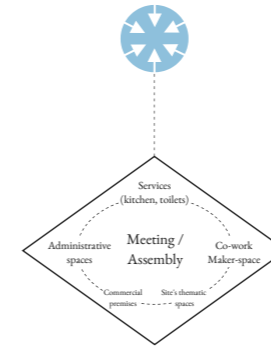 Services
(kitchen, toilets)
Administrative
spaces
Meeting /
Assembly
Co-work
Maker-space
Commercial
premises
Site's thematic
spaces